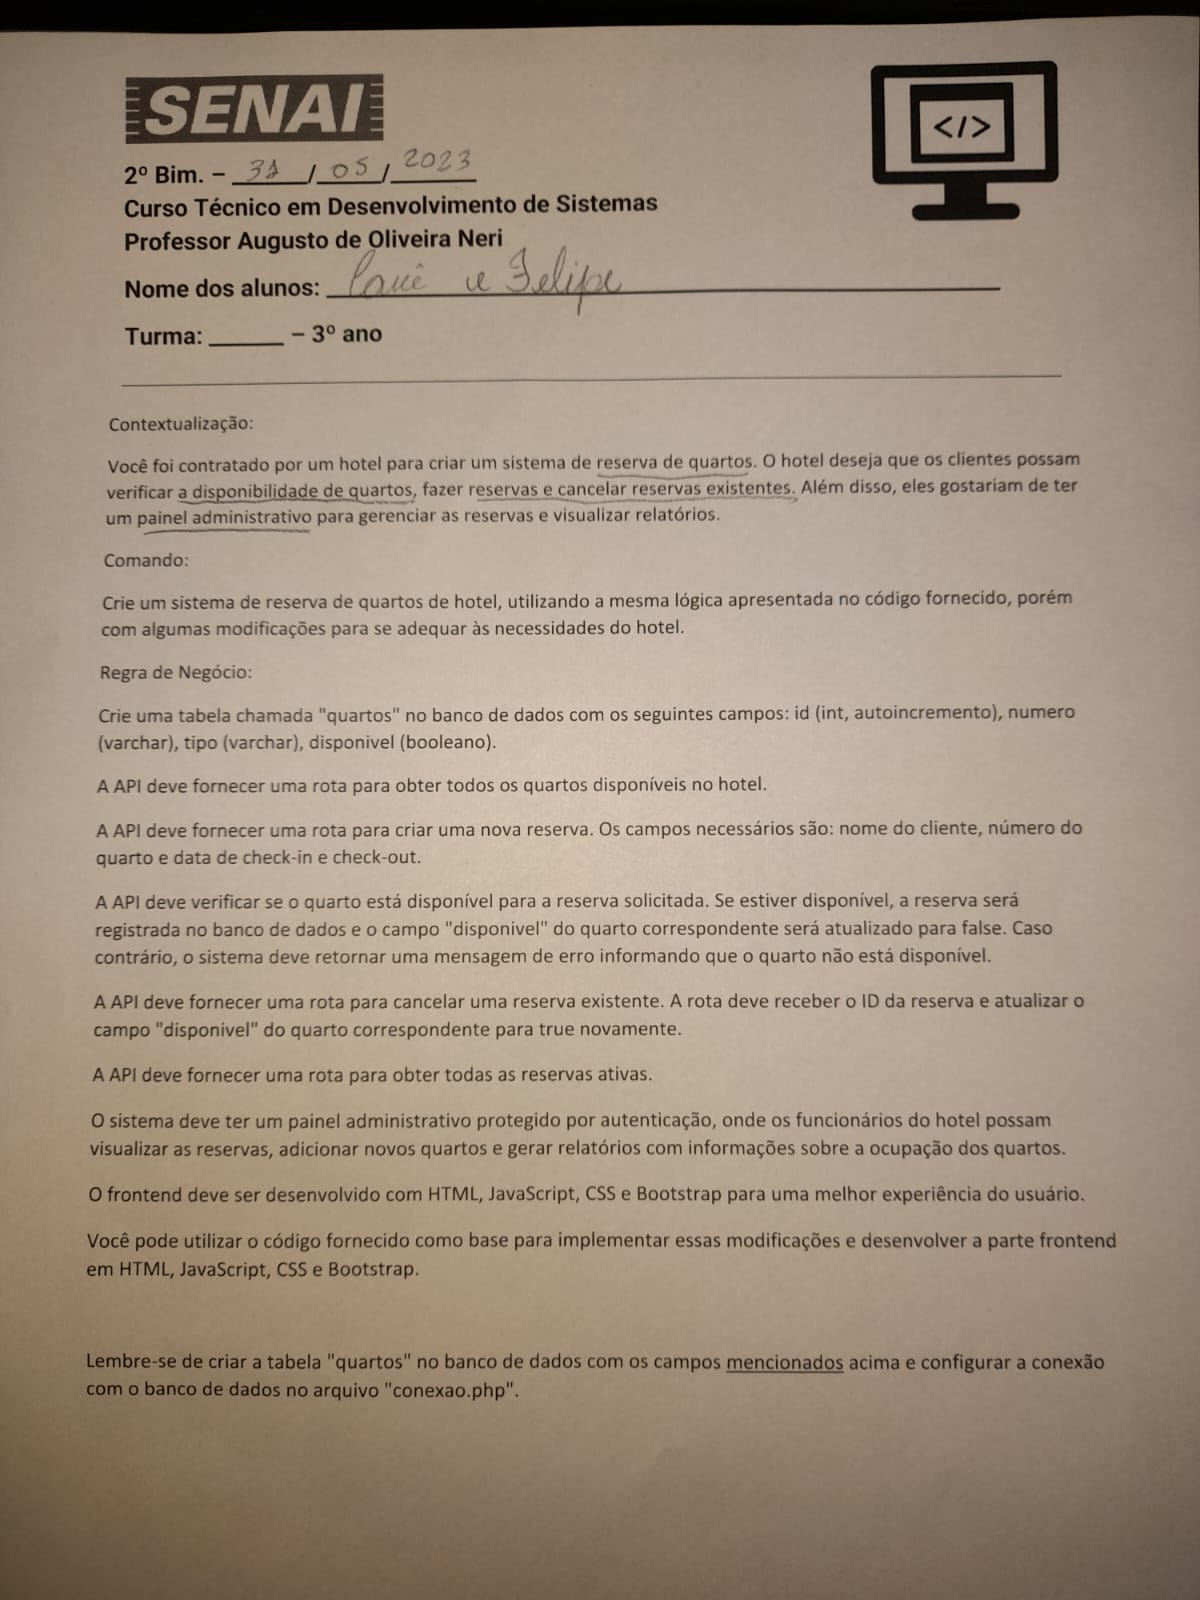 SENAI
</>
2º Bim. – 31 / 05 / 2023
Curso Técnico em Desenvolvimento de Sistemas
Professor Augusto de Oliveira Neri
Nome dos alunos: Cauê e Felipe
Turma: ______ – 3º ano
Contextualização:
Você foi contratado por um hotel para criar um sistema de reserva de quartos. O hotel deseja que os clientes possam
verificar a disponibilidade de quartos, fazer reservas e cancelar reservas existentes. Além disso, eles gostariam de ter
um painel administrativo para gerenciar as reservas e visualizar relatórios.
Comando:
Crie um sistema de reserva de quartos de hotel, utilizando a mesma lógica apresentada no código fornecido, porém
com algumas modificações para se adequar às necessidades do hotel.
Regra de Negócio:
Crie uma tabela chamada "quartos" no banco de dados com os seguintes campos: id (int, autoincremento), numero
(varchar), tipo (varchar), disponivel (booleano).
A API deve fornecer uma rota para obter todos os quartos disponíveis no hotel.
A API deve fornecer uma rota para criar uma nova reserva. Os campos necessários são: nome do cliente, número do
quarto e data de check-in e check-out.
A API deve verificar se o quarto está disponível para a reserva solicitada. Se estiver disponível, a reserva será
registrada no banco de dados e o campo "disponivel" do quarto correspondente será atualizado para false. Caso
contrário, o sistema deve retornar uma mensagem de erro informando que o quarto não está disponível.
A API deve fornecer uma rota para cancelar uma reserva existente. A rota deve receber o ID da reserva e atualizar o
campo "disponivel" do quarto correspondente para true novamente.
A API deve fornecer uma rota para obter todas as reservas ativas.
O sistema deve ter um painel administrativo protegido por autenticação, onde os funcionários do hotel possam
visualizar as reservas, adicionar novos quartos e gerar relatórios com informações sobre a ocupação dos quartos.
O frontend deve ser desenvolvido com HTML, JavaScript, CSS e Bootstrap para uma melhor experiência do usuário.
Você pode utilizar o código fornecido como base para implementar essas modificações e desenvolver a parte frontend
em HTML, JavaScript, CSS e Bootstrap.
Lembre-se de criar a tabela "quartos" no banco de dados com os campos mencionados acima e configurar a conexão
com o banco de dados no arquivo "conexao.php".